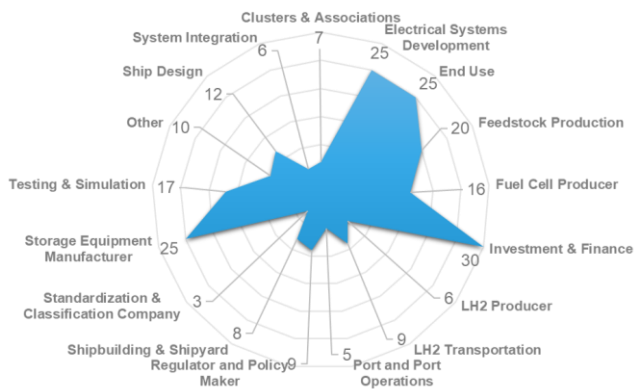 Clusters & Associations
7
Electrical Systems
Development
25
End Use
25
Feedstock Production
20
Fuel Cell Producer
16
Investment & Finance
30
LH2 Producer
6
LH2 Transportation
9
Port and Port
Operations
5
Regulator and Policy
Maker
9
Shipbuilding & Shipyard
8
Standardization &
Classification Company
3
Storage Equipment
Manufacturer
25
Testing & Simulation
17
Other
10
Ship Design
12
System Integration
6